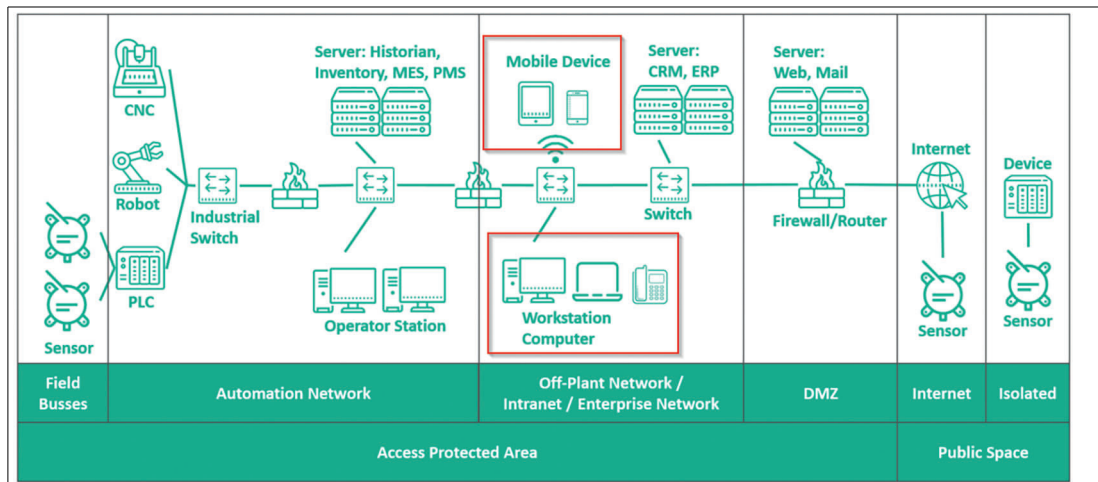 CNC
Robot
PLC
Sensor
Industrial
Switch
Server: Historian,
Inventory, MES, PMS
Operator Station
Mobile Device
Workstation
Computer
Server:
CRM, ERP
Switch
Server:
Web, Mail
Firewall/Router
Internet
Sensor
Device
Sensor
Field
Busses
Automation Network
Off-Plant Network /
Intranet / Enterprise Network
DMZ
Internet
Isolated
Access Protected Area
Public Space